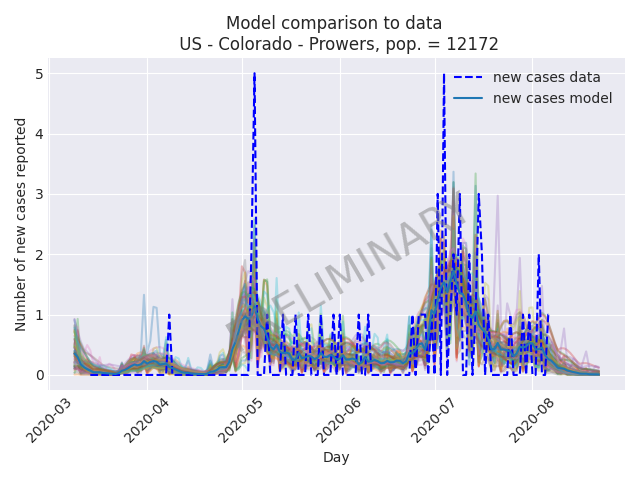 Model comparison to data
US - Colorado - Prowers, pop. = 12172
new cases data
new cases model
PRELIMINARY
Number of new cases reported
5
4
3
2
1
0
2020-03
2020-04
2020-05
2020-06
2020-07
2020-08
Day